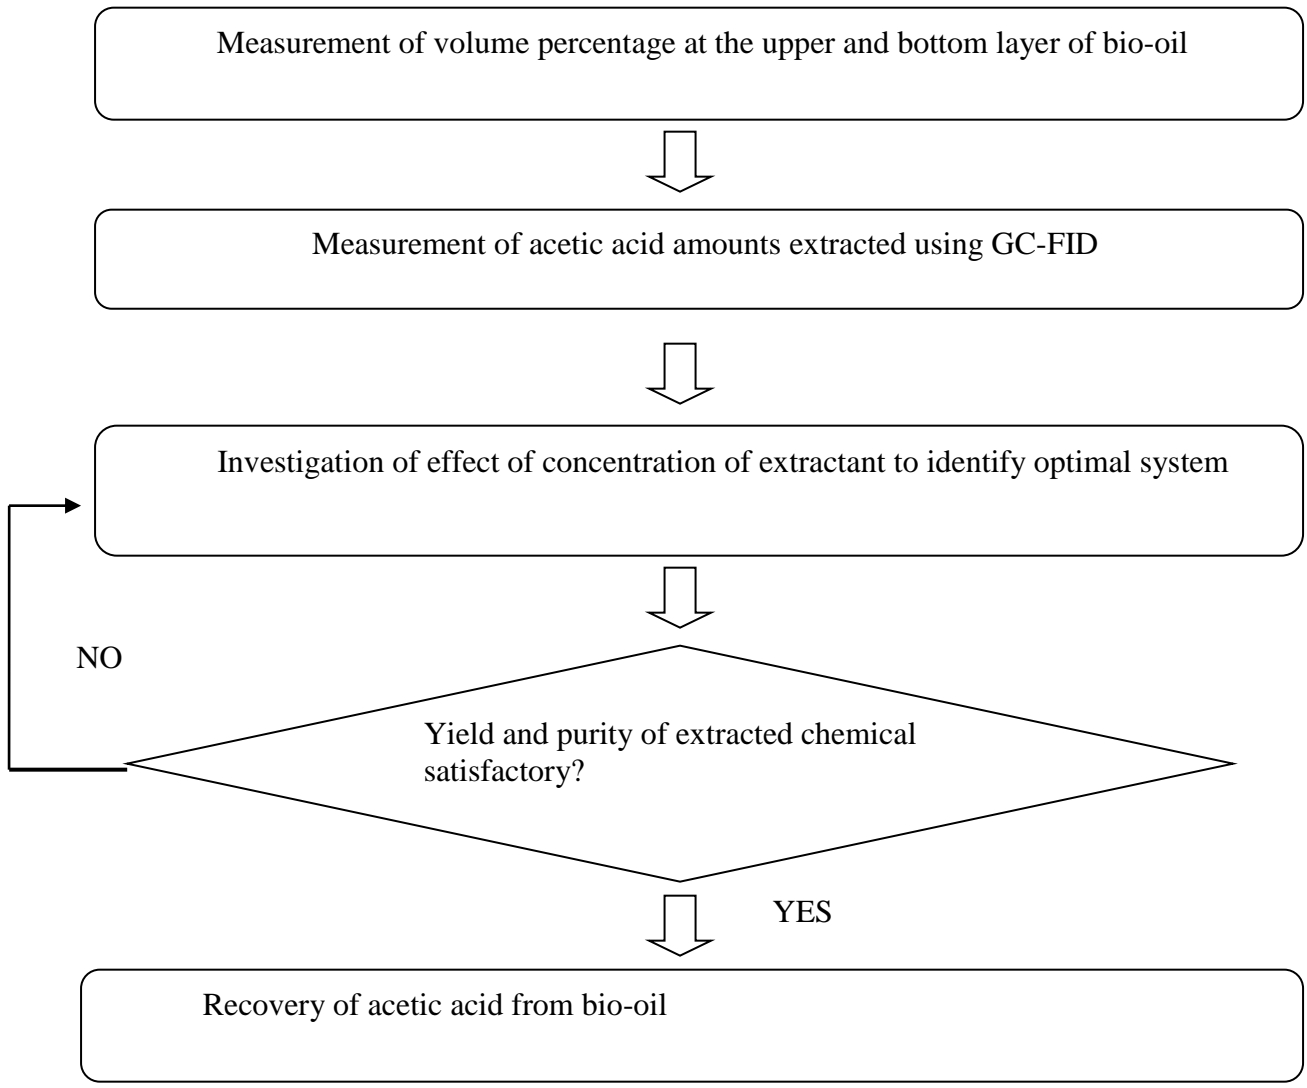 Measurement of volume percentage at the upper and bottom layer of bio-oil
Measurement of acetic acid amounts extracted using GC-FID
Investigation of effect of concentration of extractant to identify optimal system
NO
Yield and purity of extracted chemical
satisfactory?
YES
Recovery of acetic acid from bio-oil